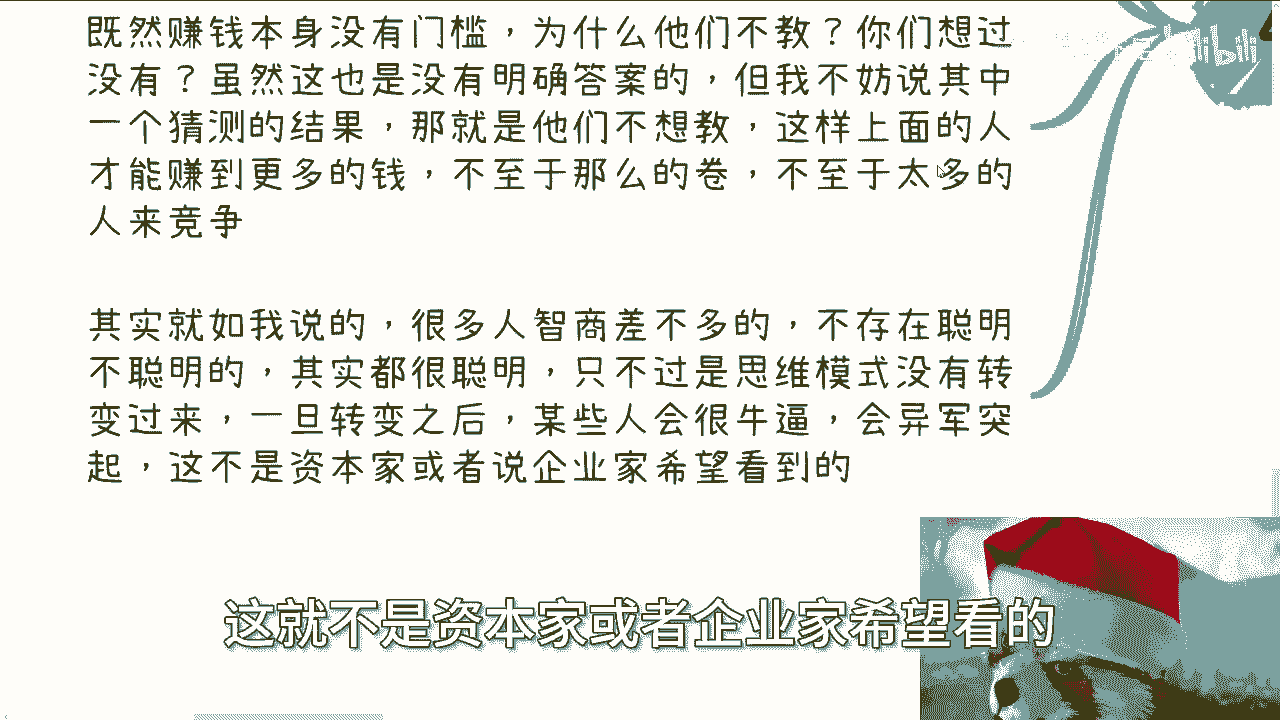 既然赚钱本身没有门槛，为什么他们不教？你们想过
没有？虽然这也是没有明确答案的，但我不妨说其中
一个猜测的结果，那就是他们不想教，这样上面的人
才能赚到更多的钱，不至于那么的卷，不至于太多的
人来竞争
其实就如我说的，很多人智商差不多的，不存在聪明
不聪明的，其实都很聪明，只不过是思维模式没有转
变过来，一旦转变之后，某些人会很牛逼，会异军突
起，这不是资本家或者说企业家希望看到的
这就不是资本家或者企业家希望看的